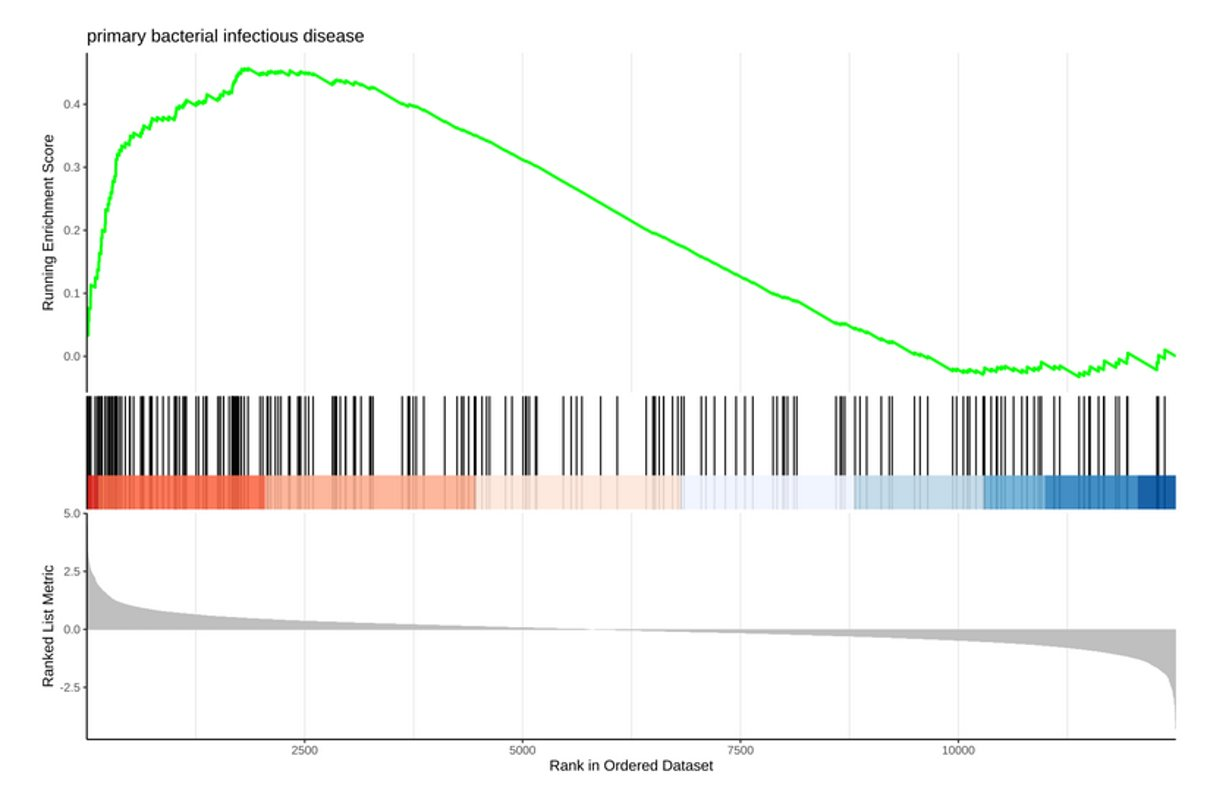 primary bacterial infectious disease
Running Enrichment Score
0.4
0.3
0.2
0.1
0.0
Ranked List Metric
5.0
2.5
0.0
-2.5
2500 5000 7500 10000
Rank in Ordered Dataset